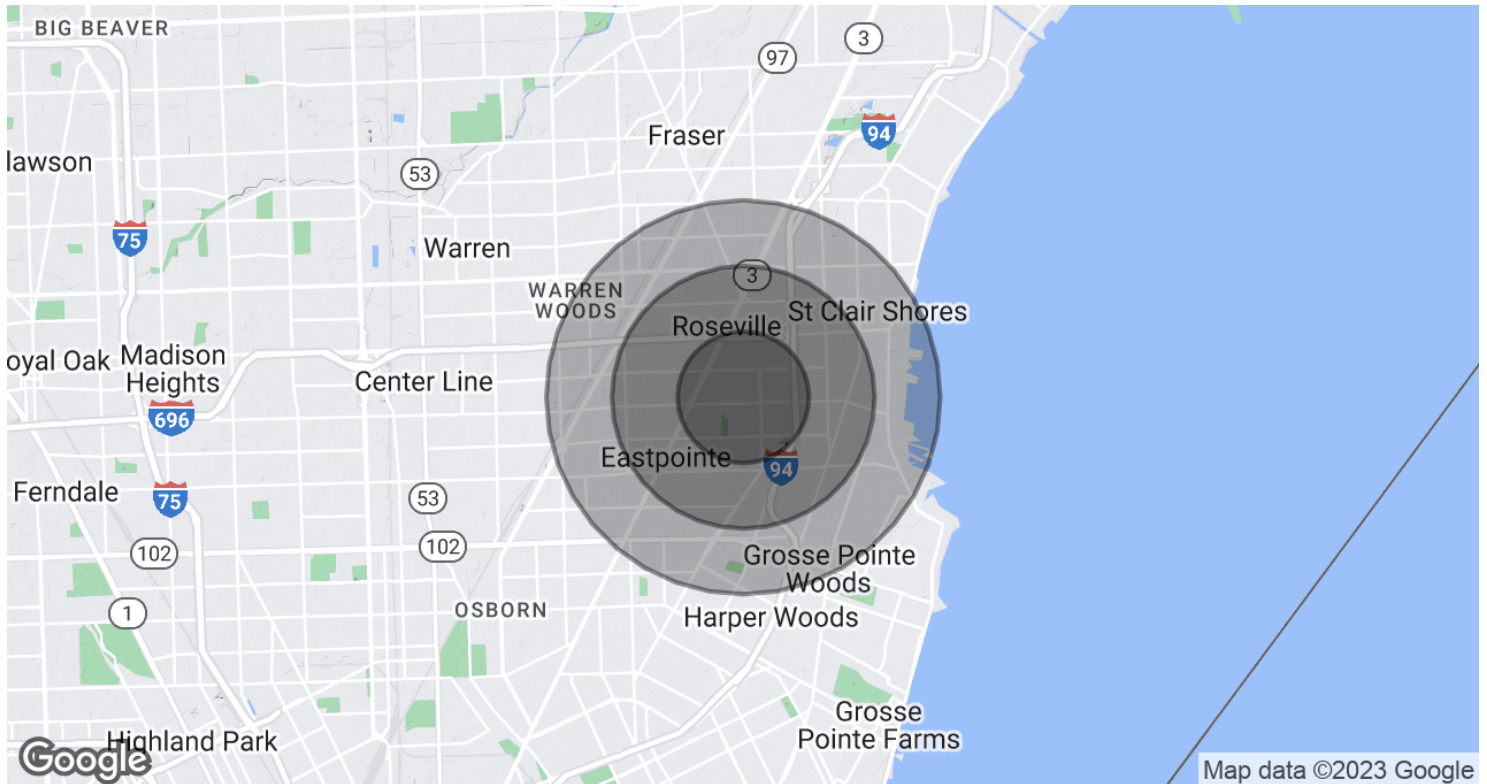 BIG BEAVER
3
97
Fraser
94
lawson
53
75
Warren
WARREN
WOODS
3
St Clair Shores
Roseville
oyal Oak
Madison
Heights
Center Line
696
Eastpointe
94
Ferndale
75
53
102
102
Grosse Pointe
Woods
1
OSBORN
Harper Woods
Grosse
Pointe Farms
Highland Park
Google
Map data ©2023 Google